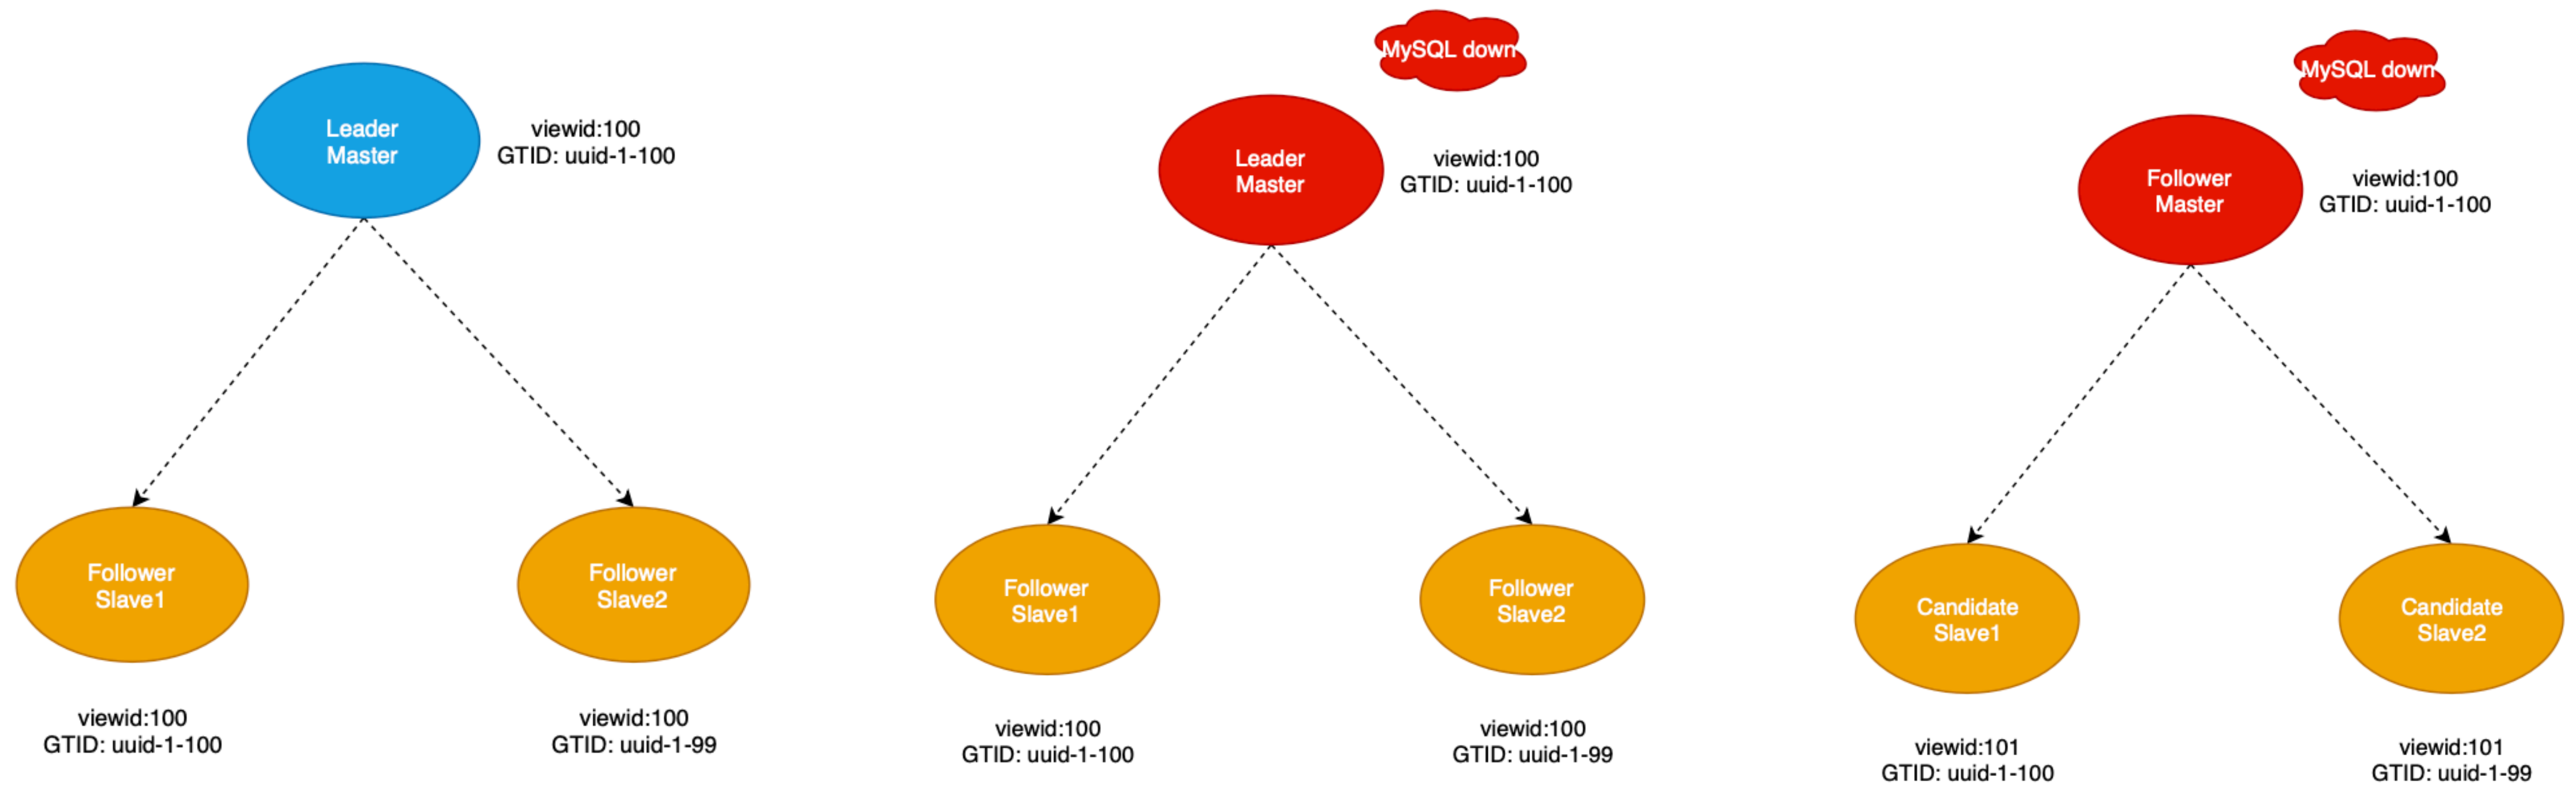 Leader
Master
viewid:100
GTID: uuid-1-100
Follower
Slave1
viewid:100
GTID: uuid-1-100
Follower
Slave2
viewid:100
GTID: uuid-1-99
MySQL down
Leader
Master
viewid:100
GTID: uuid-1-100
Follower
Slave1
viewid:100
GTID: uuid-1-100
Follower
Slave2
viewid:100
GTID: uuid-1-99
MySQL down
Follower
Master
viewid:100
GTID: uuid-1-100
Candidate
Slave1
viewid:101
GTID: uuid-1-100
Candidate
Slave2
viewid:101
GTID: uuid-1-99